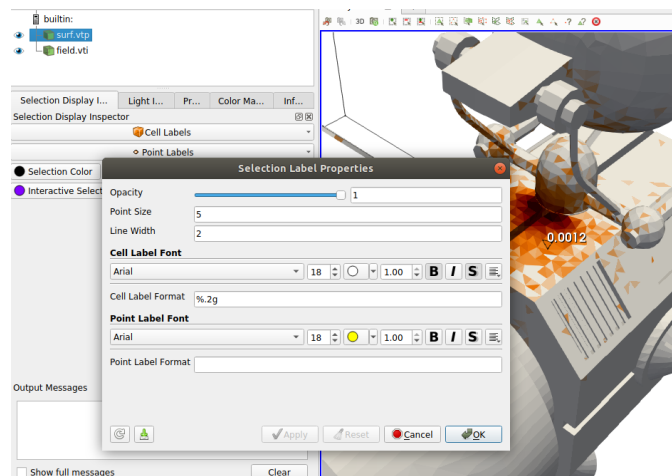 builtin:
surf.vtp
field.vti
3D
Selection Display I...
Light I...
Pr...
Color Ma...
Inf...
Selection Display Inspector
Cell Labels
Point Labels
Selection Color
Interactive Select
Selection Label Properties
Opacity
1
Point Size
5
Line Width
2
Cell Label Font
Arial
18
1.00
B
I
S
Cell Label Format
%.2g
Point Label Font
Arial
18
1.00
B
I
S
Point Label Format
Apply
Reset
Cancel
OK
0.0012
Output Messages
Show full messages
Clear